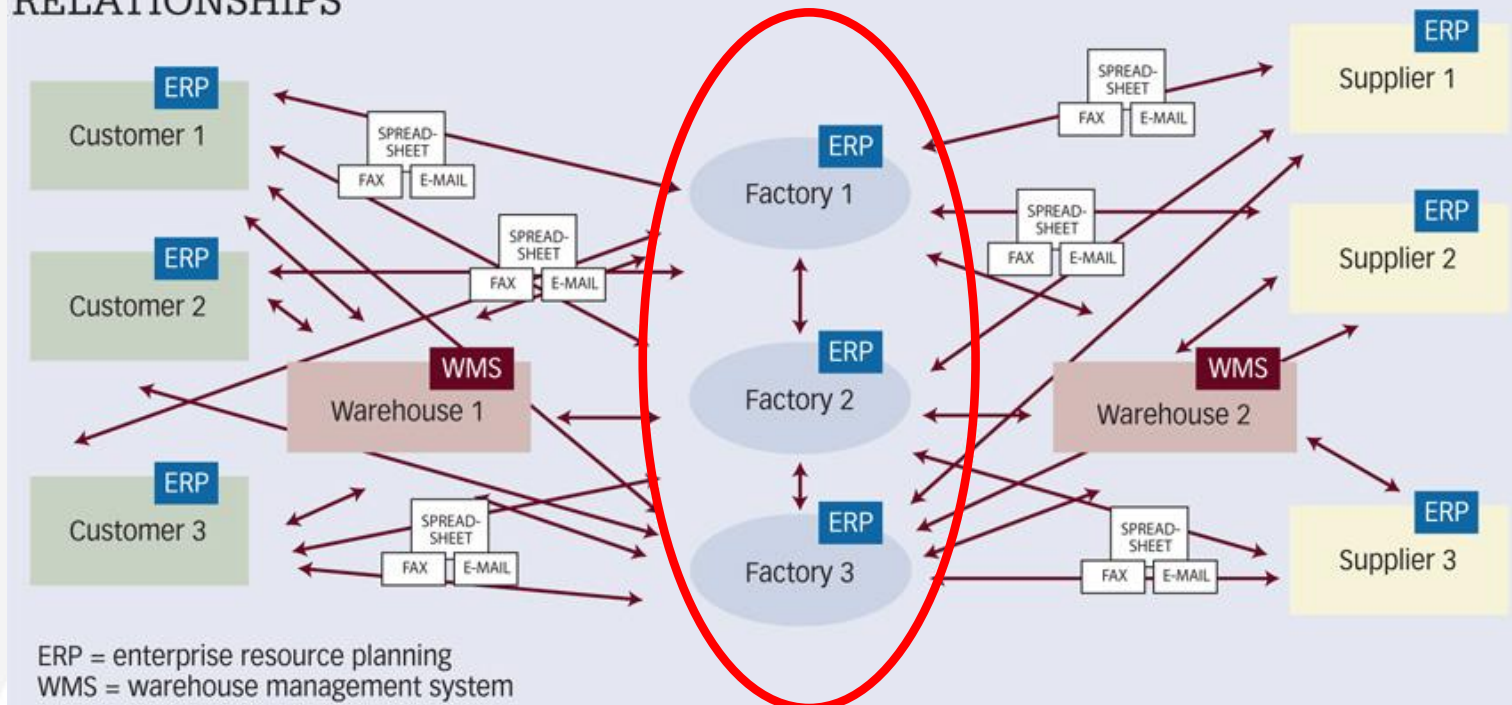 RELATIONSHIPS
ERP
Customer 1
SPREAD-
SHEET
FAX
E-MAIL
ERP
Customer 2
SPREAD-
SHEET
FAX
E-MAIL
WMS
Warehouse 1
ERP
Customer 3
SPREAD-
SHEET
FAX
E-MAIL
ERP
Factory 1
ERP
Factory 2
ERP
Factory 3
SPREAD-
SHEET
FAX
E-MAIL
ERP
Supplier 1
SPREAD-
SHEET
FAX
E-MAIL
ERP
Supplier 2
WMS
Warehouse 2
SPREAD-
SHEET
FAX
E-MAIL
ERP
Supplier 3
ERP = enterprise resource planning
WMS = warehouse management system